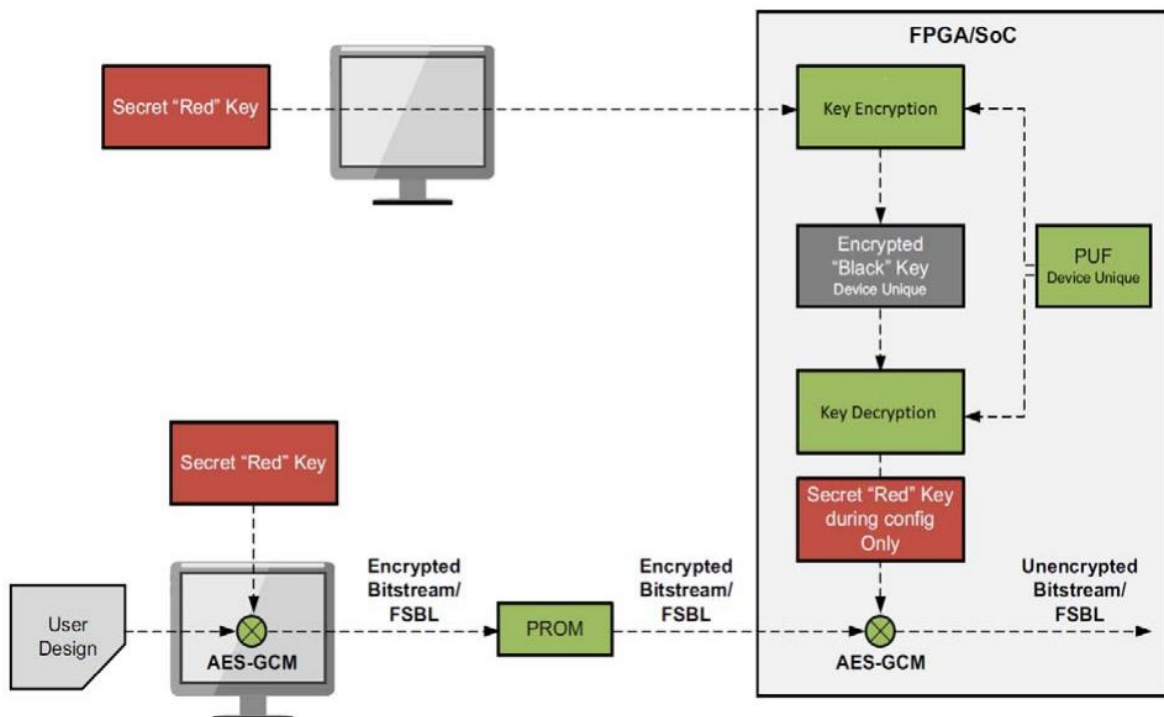 FPGA/SoC
Secret “Red” Key
Key Encryption
Encrypted
“Black” Key
Device Unique
PUF
Device Unique
Key Decryption
Secret “Red” Key
Secret “Red” Key
during config
Only
User
Design
AES-GCM
Encrypted
Bitstream/
FSBL
PROM
Encrypted
Bitstream/
FSBL
AES-GCM
Unencrypted
Bitstream/
FSBL